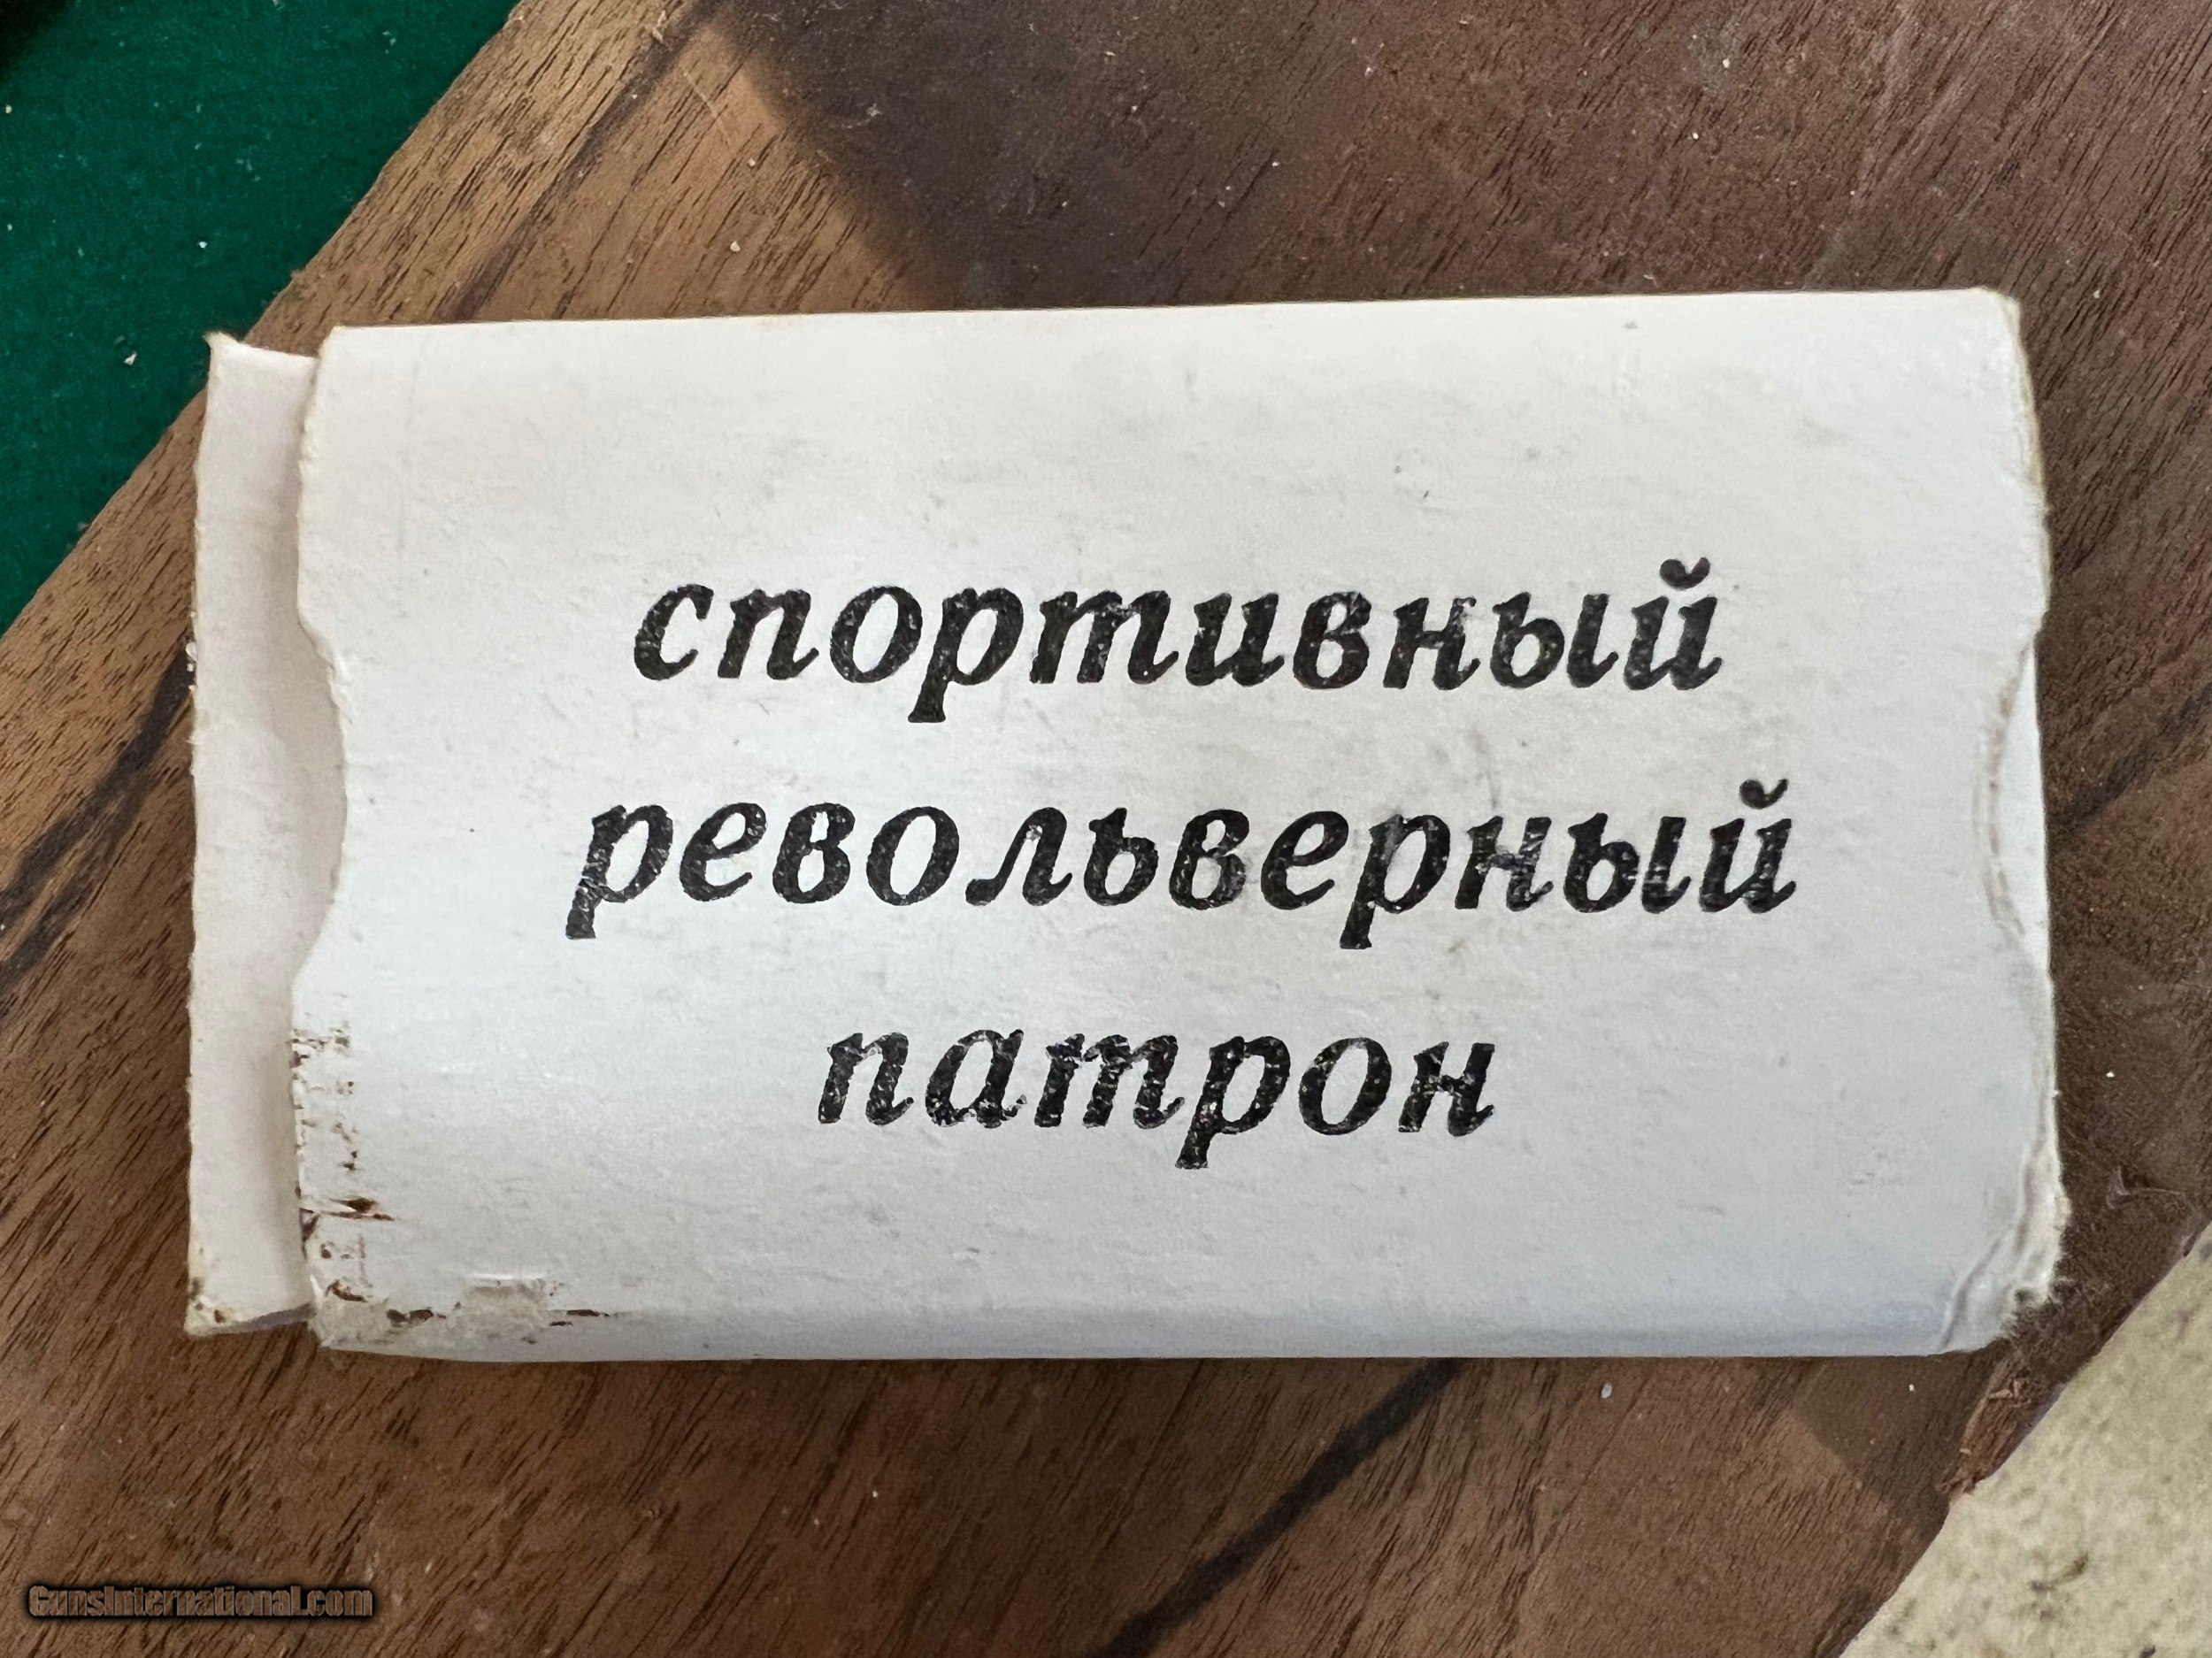 спортивный
револьверный
патрон
GunsInternational.com